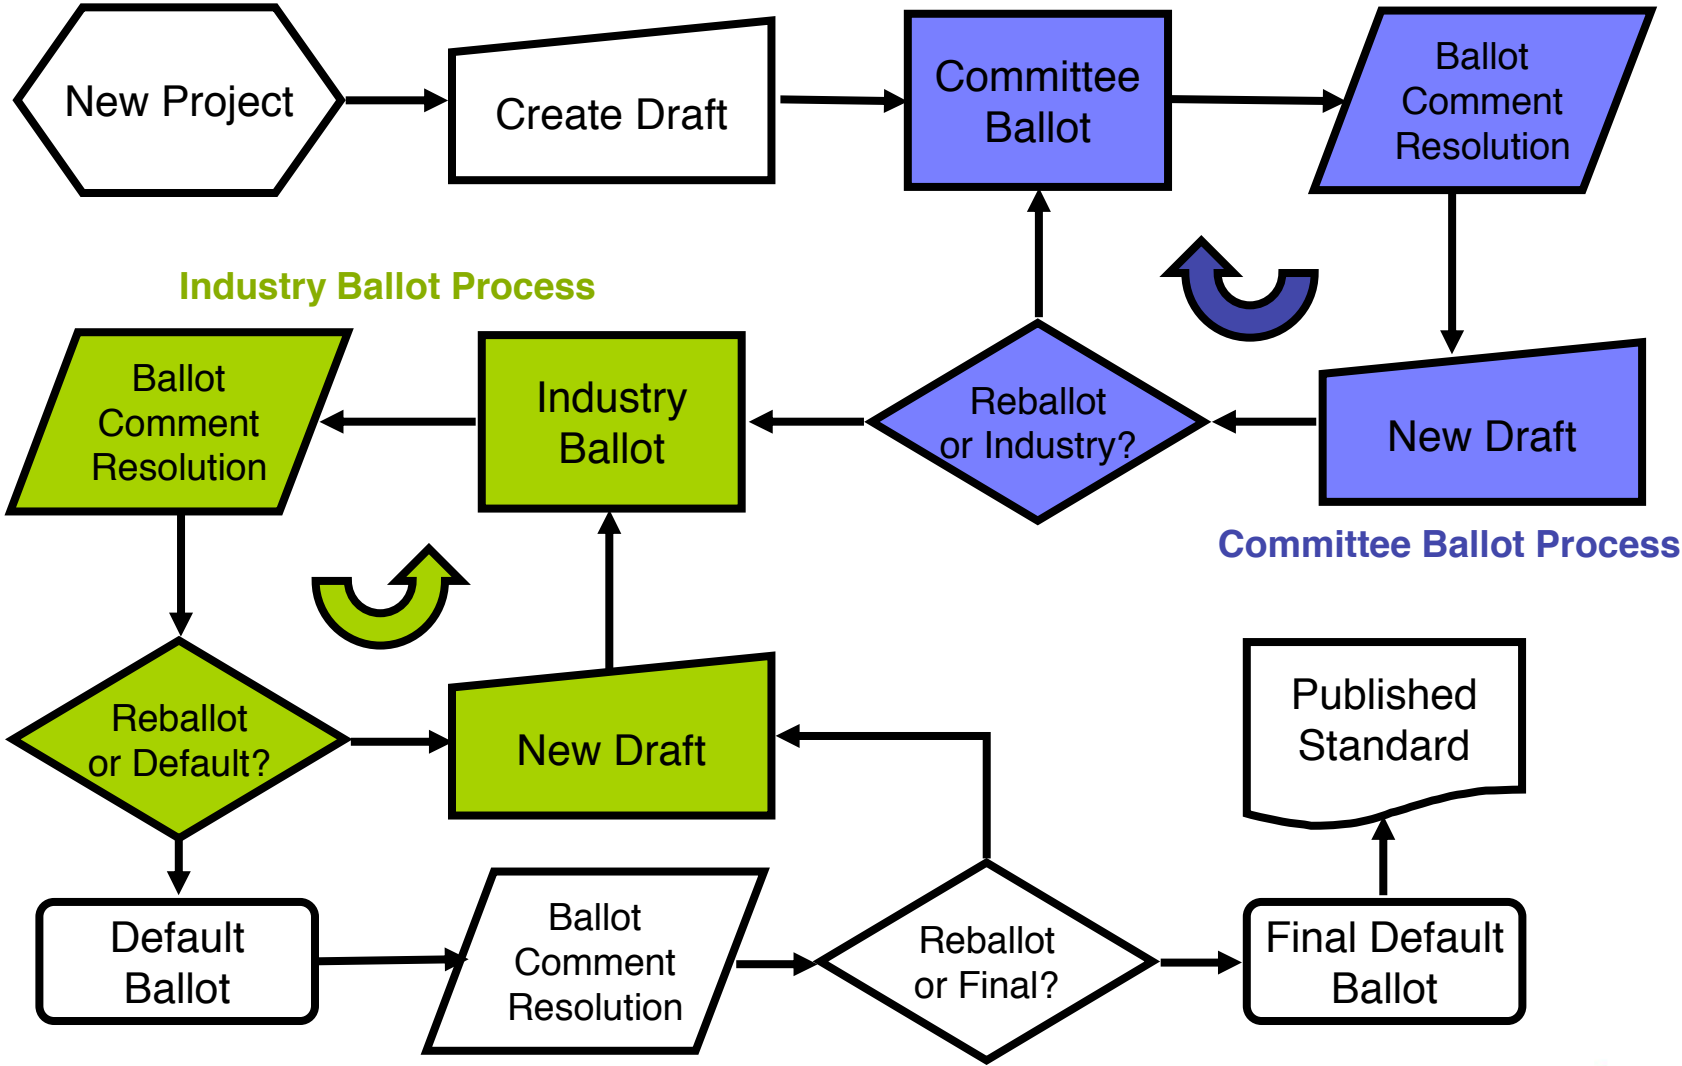 New Project
Create Draft
Committee
Ballot
Ballot
Comment
Resolution
Industry Ballot Process
Ballot
Comment
Resolution
Industry
Ballot
Reballot
or Industry?
New Draft
Committee Ballot Process
Reballot
or Default?
New Draft
Published
Standard
Default
Ballot
Ballot
Comment
Resolution
Reballot
or Final?
Final Default
Ballot